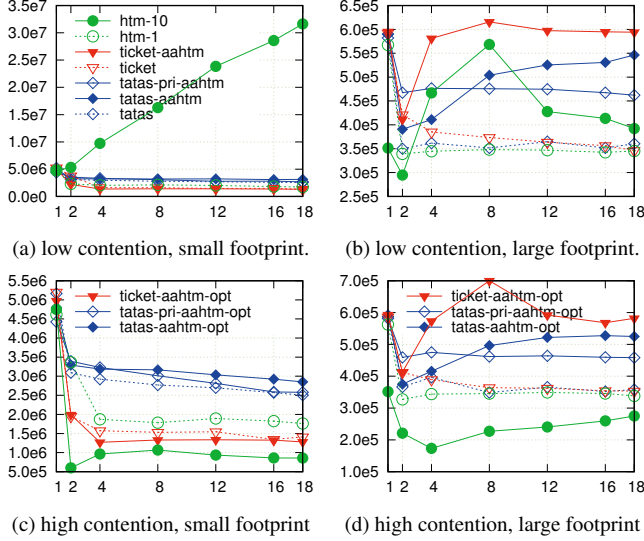 3.5e7
3.0e7
2.5e7
2.0e7
1.5e7
1.0e7
5.0e6
0.0e0
htm-10
htm-1
ticket-aahtm
ticket
tatas-pri-aahtm
tatas-aahtm
tatas
1 2 4 8 12 16 18
(a) low contention, small footprint.
6.5e5
6.0e5
5.5e5
5.0e5
4.5e5
4.0e5
3.5e5
3.0e5
2.5e5
1 2 4 8 12 16 18
(b) low contention, large footprint.
5.5e6
5.0e6
4.5e6
4.0e6
3.5e6
3.0e6
2.5e6
2.0e6
1.5e6
1.0e6
5.0e5
ticket-aahtm-opt
tatas-pri-aahtm-opt
tatas-aahtm-opt
1 2 4 8 12 16 18
(c) high contention, small footprint
7.0e5
6.0e5
5.0e5
4.0e5
3.0e5
2.0e5
1.0e5
ticket-aahtm-opt
tatas-pri-aahtm-opt
tatas-aahtm-opt
1 2 4 8 12 16 18
(d) high contention, large footprint